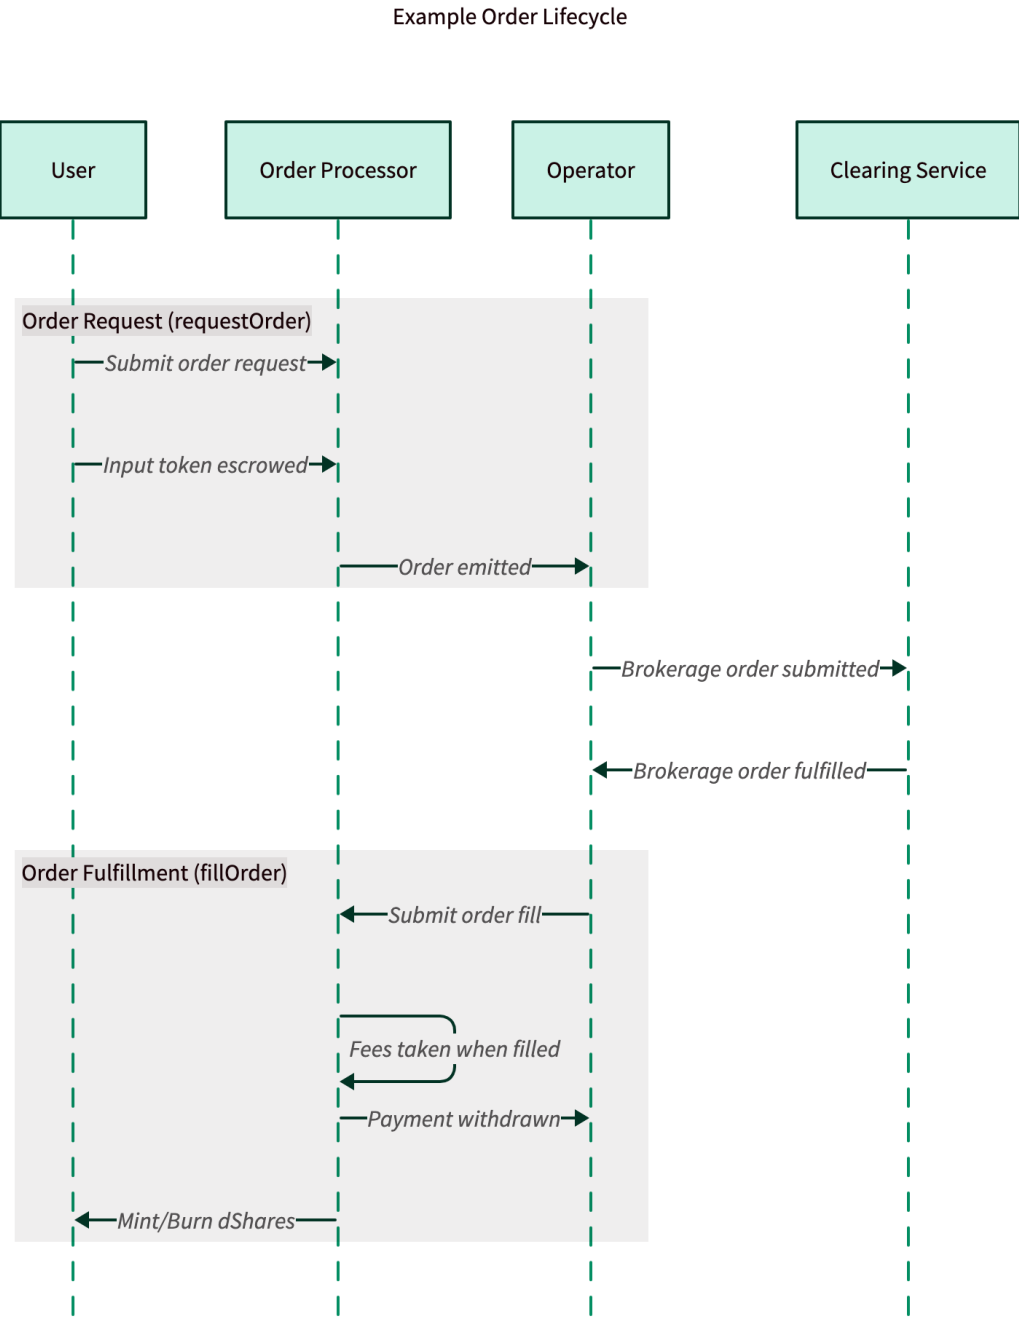 Example Order Lifecycle
User
Order Processor
Operator
Clearing Service
Order Request (requestOrder)
Submit order request
Input token escrowed
Order emitted
Brokerage order submitted
Brokerage order fulfilled
Order Fulfillment (fillOrder)
Submit order fill
Fees taken when filled
Payment withdrawn
Mint/Burn dShares